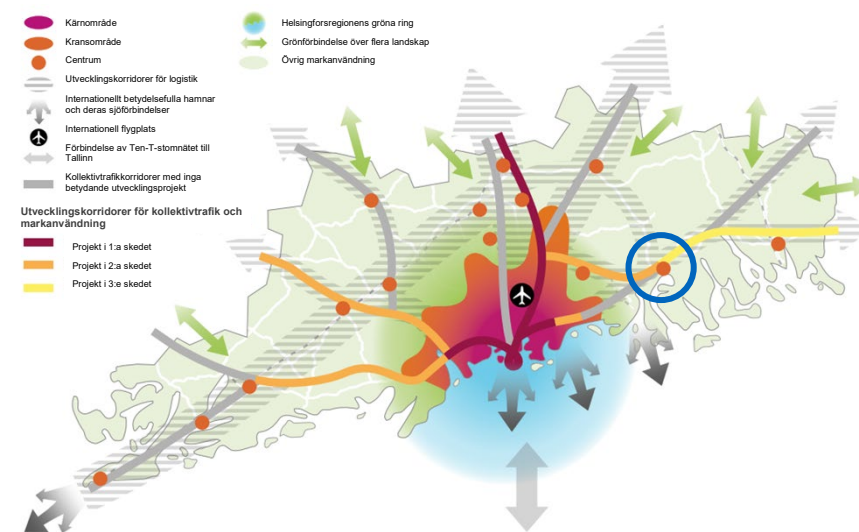 Kärnområde
Kransområde
Centrum
Utvecklingskorridorer för logistik
Internationellt betydelsefulla hamnar
och deras sjöförbindelser
Internationell flygplats
Förbindelse av Ten-T-stomnätet till
Tallinn
Kollektivtrafikkorridorer med inga
betydande utvecklingsprojekt
Utvecklingskorridorer för kollektivtrafik och
markanvändning
Projekt i 1:a skedet
Projekt i 2:a skedet
Projekt i 3:e skedet
Helsingforsregionens gröna ring
Grönförbindelse över flera landskap
Övrig markanvändning